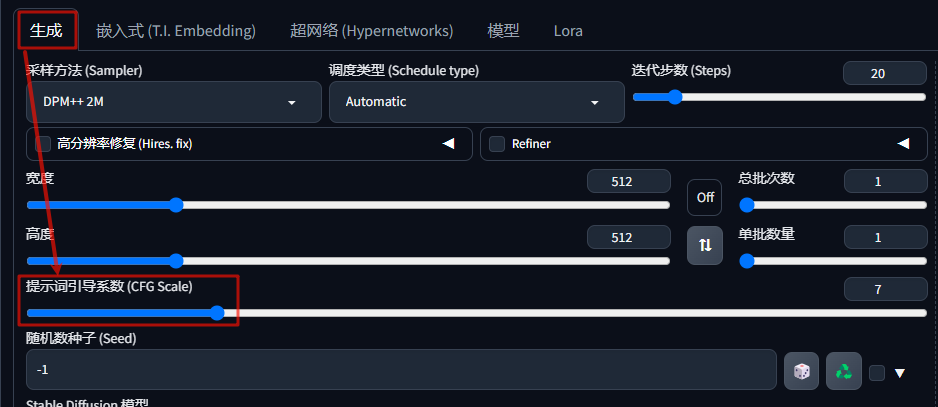 生成 嵌入式 (T.I. Embedding) 超网络 (Hypernetworks) 模型 Lora
采样方法 (Sampler) 调度类型 (Schedule type) 迭代步数 (Steps) 20
DPM++ 2M Automatic
高分辨率修复 (Hires. fix) Refiner
宽度 512 Off 总批次数 1
高度 512 单批数量 1
提示词引导系数 (CFG Scale) 7
随机数种子 (Seed)
-1
Stable Diffusion 模型